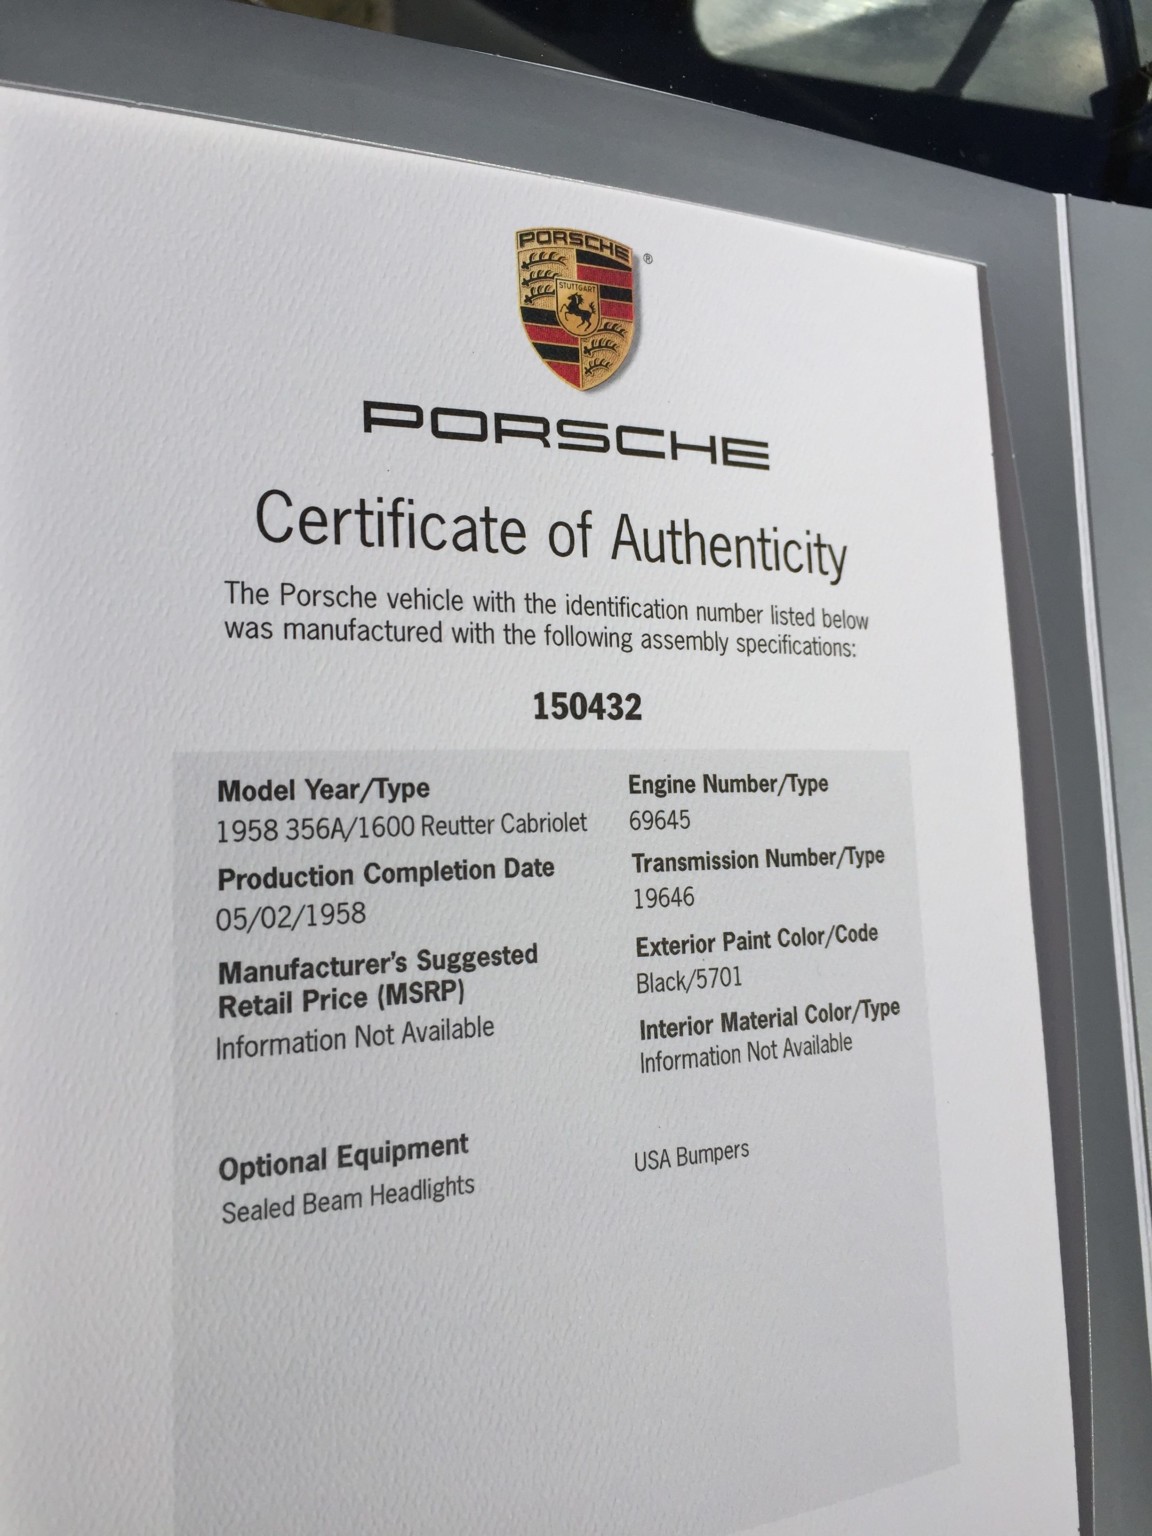 PORSCHE
®
STUTTGART
PORSCHE
Certificate of Authenticity
The Porsche vehicle with the identification number listed below
was manufactured with the following assembly specifications:
150432
Model Year/Type
1958 356A/1600 Reutter Cabriolet
Production Completion Date
05/02/1958
Manufacturer's Suggested
Retail Price (MSRP)
Information Not Available
Engine Number/Type
69645
Transmission Number/Type
19646
Exterior Paint Color/Code
Black/5701
Interior Material Color/Type
Information Not Available
Optional Equipment
Sealed Beam Headlights
USA Bumpers